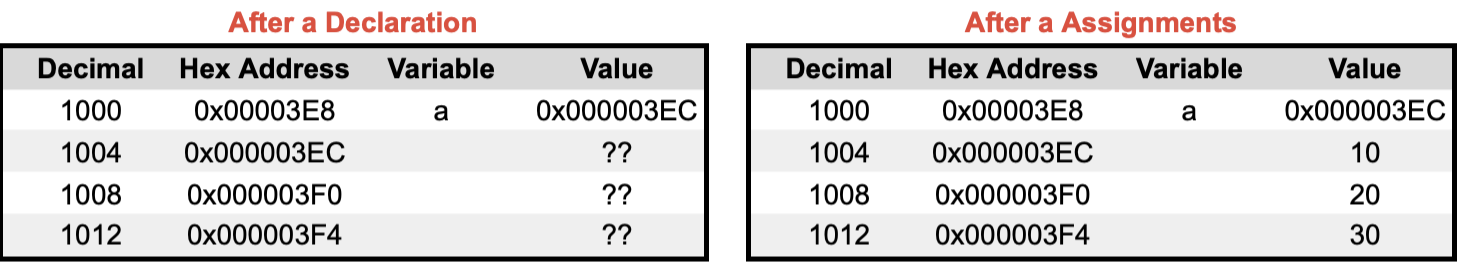 After a Declaration
Decimal Hex Address Variable Value
1000 0x00003E8 a 0x000003EC
1004 0x000003EC ??
1008 0x000003F0 ??
1012 0x000003F4 ??
After a Assignments
Decimal Hex Address Variable Value
1000 0x00003E8 a 0x000003EC
1004 0x000003EC 10
1008 0x000003F0 20
1012 0x000003F4 30